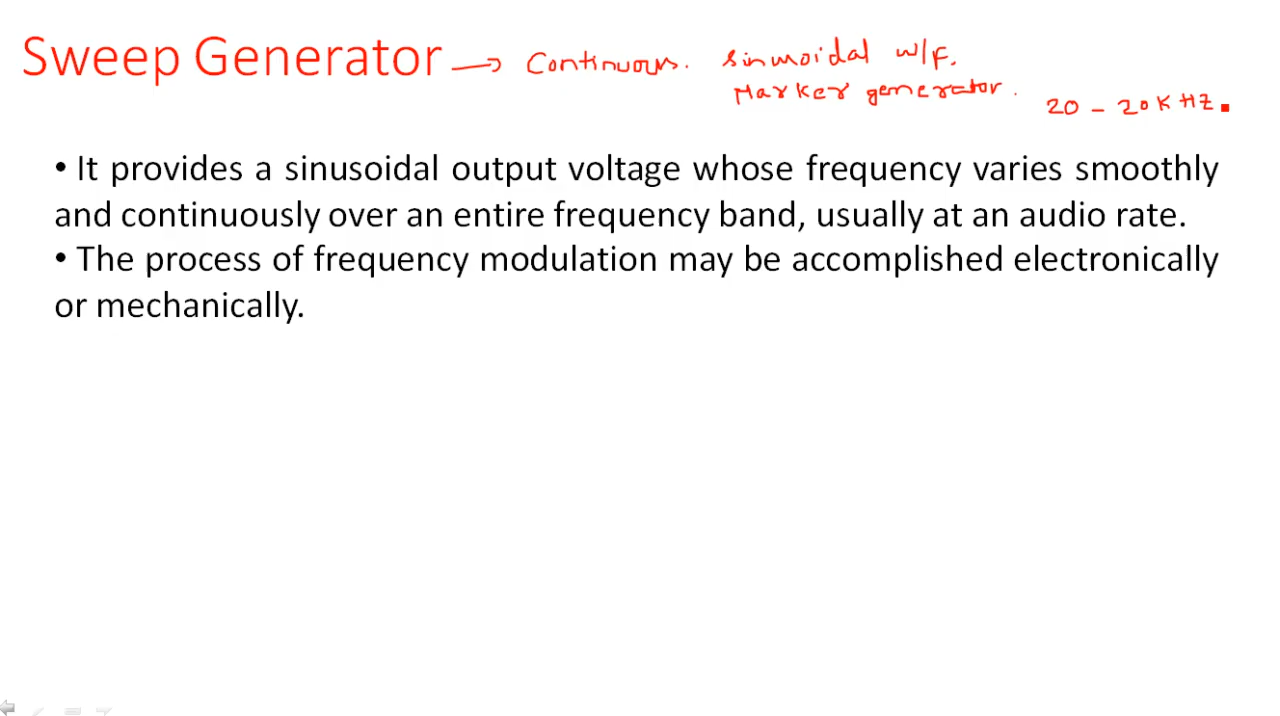 Sweep Generator → Continuous. sinusoidal w/F.
Marker generator.
20 - 20K HZ.
• It provides a sinusoidal output voltage whose frequency varies smoothly
and continuously over an entire frequency band, usually at an audio rate.
• The process of frequency modulation may be accomplished electronically
or mechanically.